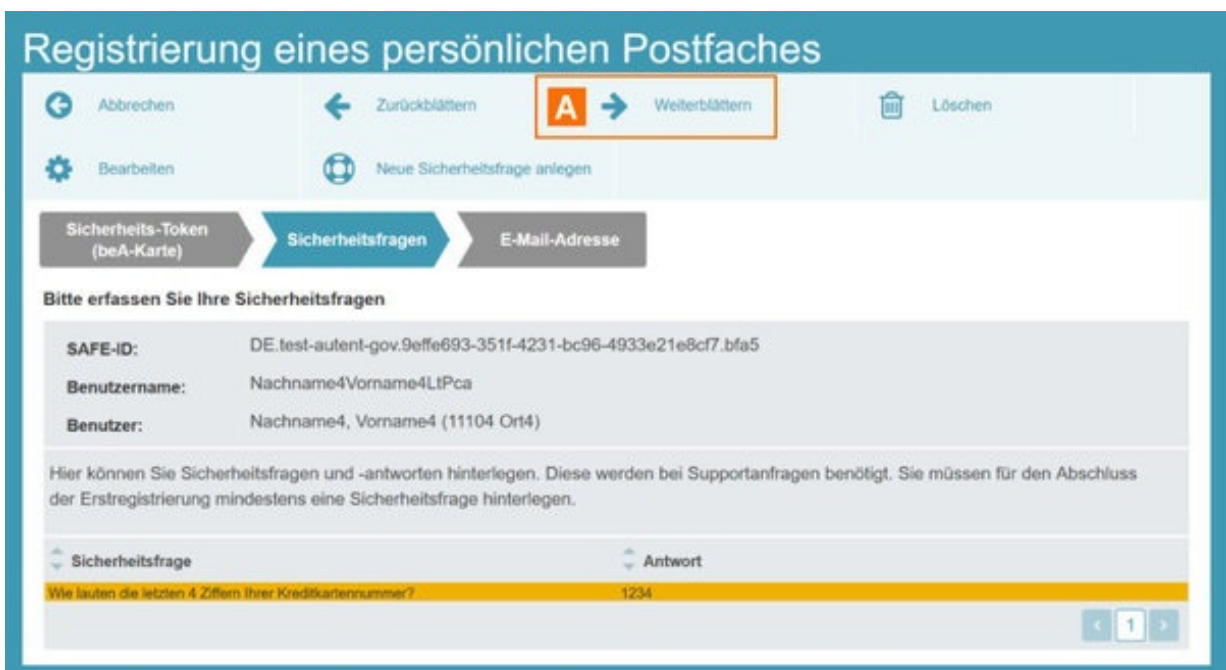 Registrierung eines persönlichen Postfaches
Abbrechen
Zurückblättern
A
Weiterblättern
Löschen
Bearbeiten
Neue Sicherheitsfrage anlegen
Sicherheits-Token
(beA-Karte)
Sicherheitsfragen
E-Mail-Adresse
Bitte erfassen Sie Ihre Sicherheitsfragen
SAFE-ID: DE.test-autent-gov.9effe693-351f-4231-bc96-4933e21e8cf7.bfa5
Benutzername: Nachname4Vorname4LtPca
Benutzer: Nachname4, Vorname4 (11104 Ort4)
Hier können Sie Sicherheitsfragen und -antworten hinterlegen. Diese werden bei Supportanfragen benötigt. Sie müssen für den Abschluss
der Erstregistrierung mindestens eine Sicherheitsfrage hinterlegen.
Sicherheitsfrage Antwort
Wie lauten die letzten 4 Ziffern Ihrer Kreditkartennummer? 1234
1